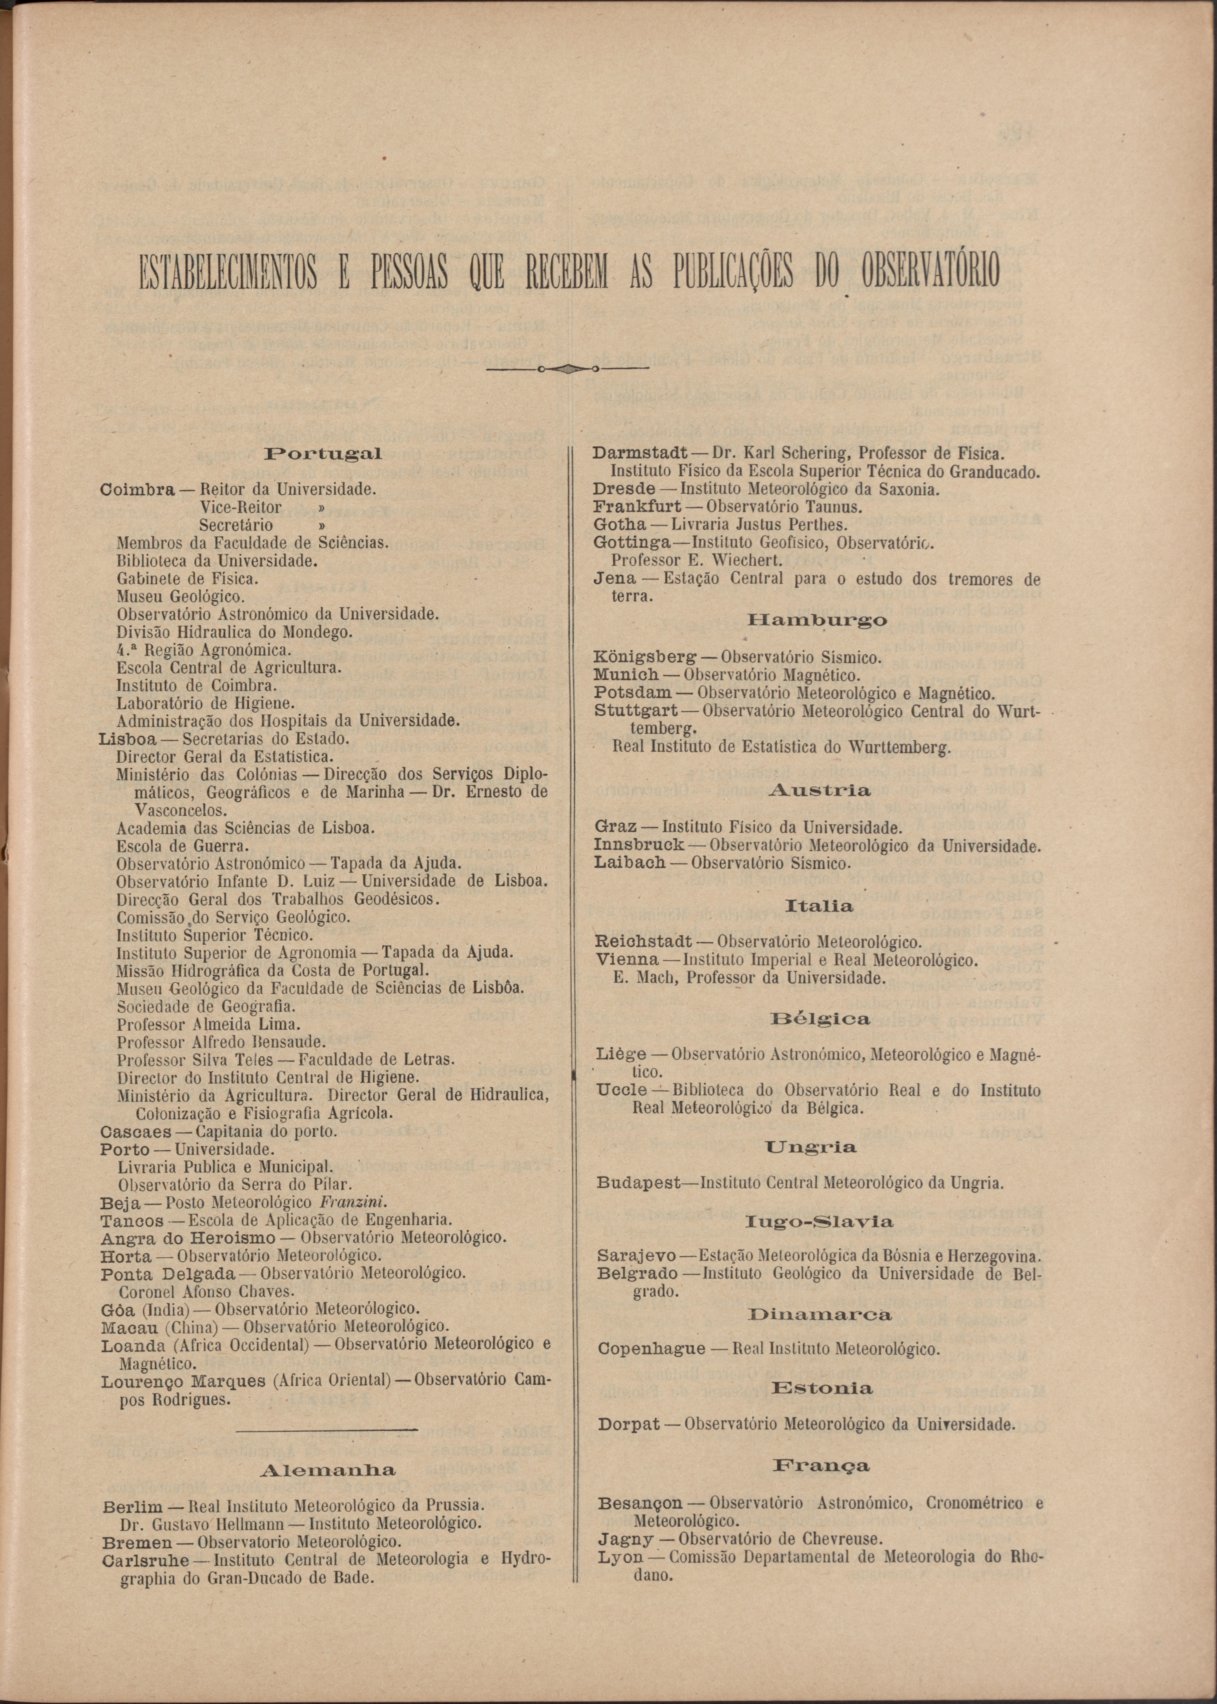 ESTABELECIMENTOS E PESSOAS QUE RECEBEM AS PUBLICAÇÕES DO OBSERVATÓRIO
Portugal
Coimbra — Reitor da Universidade.
Vice-Reitor »
Secretário »
Membros da Faculdade de Sciências.
Biblioteca da Universidade.
Gabinete de Física.
Museu Geológico.
Observatório Astronómico da Universidade.
Divisão Hidraulica do Mondego.
4.ª Região Agronómica.
Escola Central de Agricultura.
Instituto de Coimbra.
Laboratório de Higiene.
Administração dos Hospitais da Universidade.
Lisboa — Secretarias do Estado.
Director Geral da Estatística.
Ministério das Colónias — Direcção dos Serviços Diplo-
máticos, Geográficos e de Marinha — Dr. Ernesto de
Vasconcelos.
Academia das Sciências de Lisboa.
Escola de Guerra.
Observatório Astronómico — Tapada da Ajuda.
Observatório Infante D. Luiz — Universidade de Lisboa.
Direcção Geral dos Trabalhos Geodésicos.
Comissão do Serviço Geológico.
Instituto Superior Técnico.
Instituto Superior de Agronomia — Tapada da Ajuda.
Missão Hidrográfica da Costa de Portugal.
Museu Geológico da Faculdade de Sciências de Lisbôa.
Sociedade de Geografia.
Professor Almeida Lima.
Professor Alfredo Bensaude.
Professor Silva Teles — Faculdade de Letras.
Director do Instituto Central de Higiene.
Ministério da Agricultura. Director Geral de Hidraulica,
Colonização e Fisiografia Agrícola.
Cascaes — Capitania do porto.
Porto — Universidade.
Livraria Publica e Municipal.
Observatório da Serra do Pilar.
Beja — Posto Meteorológico Franzini.
Tancos — Escola de Aplicação de Engenharia.
Angra do Heroismo — Observatório Meteorológico.
Horta — Observatório Meteorológico.
Ponta Delgada — Observatório Meteorológico.
Coronel Afonso Chaves.
Gôa (India) — Observatório Meteorólogico.
Macau (China) — Observatório Meteorológico.
Loanda (Africa Occidental) — Observatório Meteorológico e
Magnético.
Lourenço Marques (Africa Oriental) — Observatório Cam-
pos Rodrigues.
Alemanha
Berlim — Real Instituto Meteorológico da Prussia.
Dr. Gustavo Hellmann — Instituto Meteorológico.
Bremen — Observatorio Meteorológico.
Carlsruhe — Instituto Central de Meteorologia e Hydro-
graphia do Gran-Ducado de Bade.
Darmstadt — Dr. Karl Schering, Professor de Física.
Instituto Físico da Escola Superior Técnica do Granducado.
Dresde — Instituto Meteorológico da Saxonia.
Frankfurt — Observatório Taunus.
Gotha — Livraria Justus Perthes.
Gottinga — Instituto Geofísico, Observatório.
Professor E. Wiechert.
Jena — Estação Central para o estudo dos tremores de
terra.
Hamburgo
Königsberg — Observatório Sismico.
Munich — Observatório Magnético.
Potsdam — Observatório Meteorológico e Magnético.
Stuttgart — Observatório Meteorológico Central do Wurt-
temberg.
Real Instituto de Estatística do Wurttemberg.
Austria
Graz — Instituto Físico da Universidade.
Innsbruck — Observatório Meteorológico da Universidade.
Laibach — Observatório Sísmico.
Italia
Reichstadt — Observatório Meteorológico.
Vienna — Instituto Imperial e Real Meteorológico.
E. Mach, Professor da Universidade.
Bélgica
Liége — Observatório Astronómico, Meteorológico e Magné-
tico.
Uccle — Biblioteca do Observatório Real e do Instituto
Real Meteorológico da Bélgica.
Ungria
Budapest — Instituto Central Meteorológico da Ungria.
Iugo-Slavia
Sarajevo — Estação Meteorológica da Bósnia e Herzegovina.
Belgrado — Instituto Geológico da Universidade de Bel-
grado.
Dinamarca
Copenhague — Real Instituto Meteorológico.
Estonia
Dorpat — Observatório Meteorológico da Universidade.
França
Besançon — Observatório Astronómico, Cronométrico e
Meteorológico.
Jagny — Observatório de Chevreuse.
Lyon — Comissão Departamental de Meteorologia do Rho-
dano.